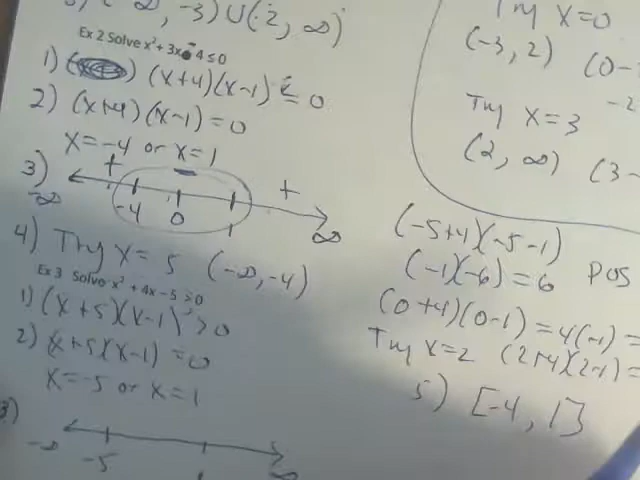 , -3) U(2, ∞)
Ex 2 Solve x² + 3x - 4 ≤ 0
1) (x+4)(x-1) ≤ 0
2) (x+4)(x-1) = 0
x = -4 or x = 1
3) + - +
-∞ -4 0 1 ∞
4) Try x = 5 (-∞, -4)
Ex 3 Solve x² + 4x - 5 > 0
1) (x+5)(x-1) > 0
2) (x+5)(x-1) = 0
x = -5 or x = 1
3)
-∞ -5 1 ∞
Try x=0
(-3, 2) (0-
-2
Try x = 3
(2, ∞) (3-
(-5+4)(-5-1)
(-1)(-6) = 6 POS
(0+4)(0-1) = 4(-1) =
Try x=2 (2+4)(2-1) =
5) [-4, 1]